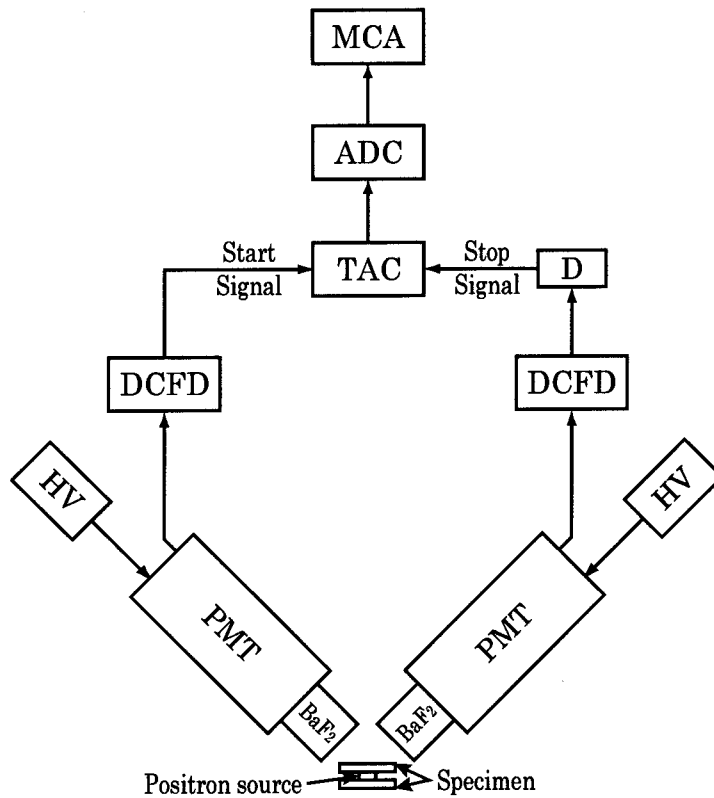 MCA
ADC
Start
Signal
TAC
Stop
Signal
D
DCFD
DCFD
HV
HV
PMT
PMT
BaF₂
BaF₂
Positron source
Specimen